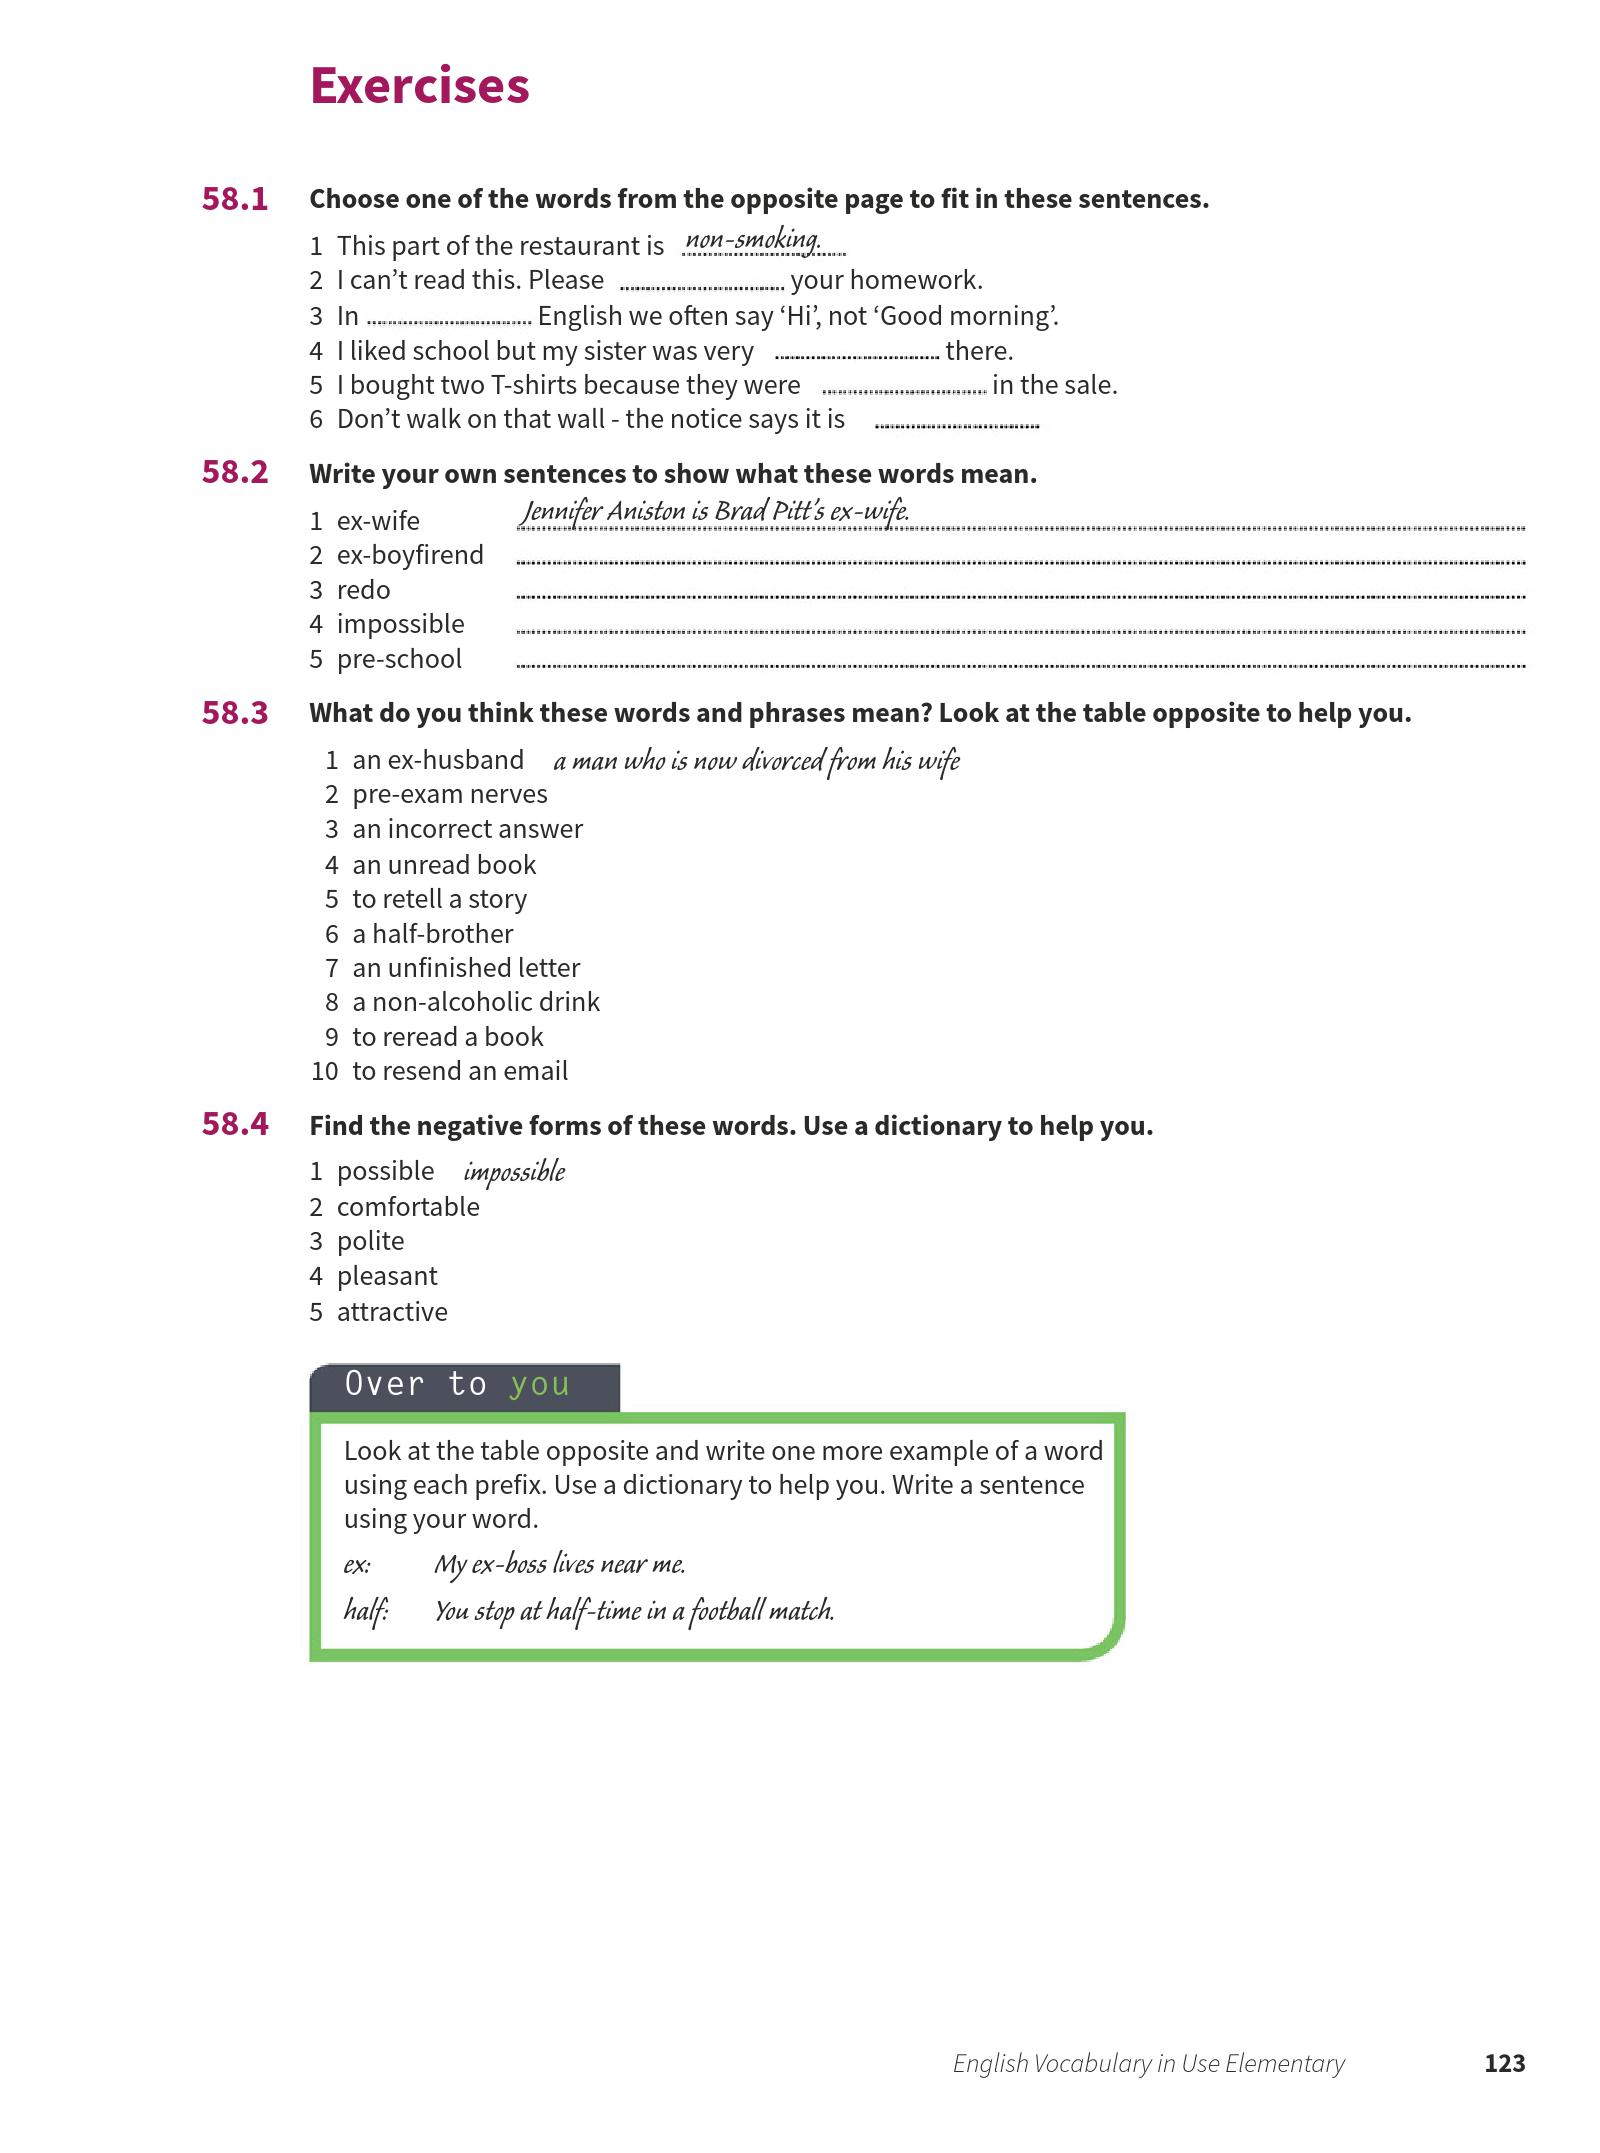 Exercises
58.1 Choose one of the words from the opposite page to fit in these sentences.
1 This part of the restaurant is non-smoking.
2 I can’t read this. Please ........................ your homework.
3 In ........................ English we often say ‘Hi’, not ‘Good morning’.
4 I liked school but my sister was very ........................ there.
5 I bought two T-shirts because they were ........................ in the sale.
6 Don’t walk on that wall - the notice says it is ........................
58.2 Write your own sentences to show what these words mean.
1 ex-wife Jennifer Aniston is Brad Pitt’s ex-wife.
2 ex-boyfirend
3 redo
4 impossible
5 pre-school
58.3 What do you think these words and phrases mean? Look at the table opposite to help you.
1 an ex-husband a man who is now divorced from his wife
2 pre-exam nerves
3 an incorrect answer
4 an unread book
5 to retell a story
6 a half-brother
7 an unfinished letter
8 a non-alcoholic drink
9 to reread a book
10 to resend an email
58.4 Find the negative forms of these words. Use a dictionary to help you.
1 possible impossible
2 comfortable
3 polite
4 pleasant
5 attractive
Over to you
Look at the table opposite and write one more example of a word
using each prefix. Use a dictionary to help you. Write a sentence
using your word.
ex: My ex-boss lives near me.
half: You stop at half-time in a football match.
English Vocabulary in Use Elementary 123